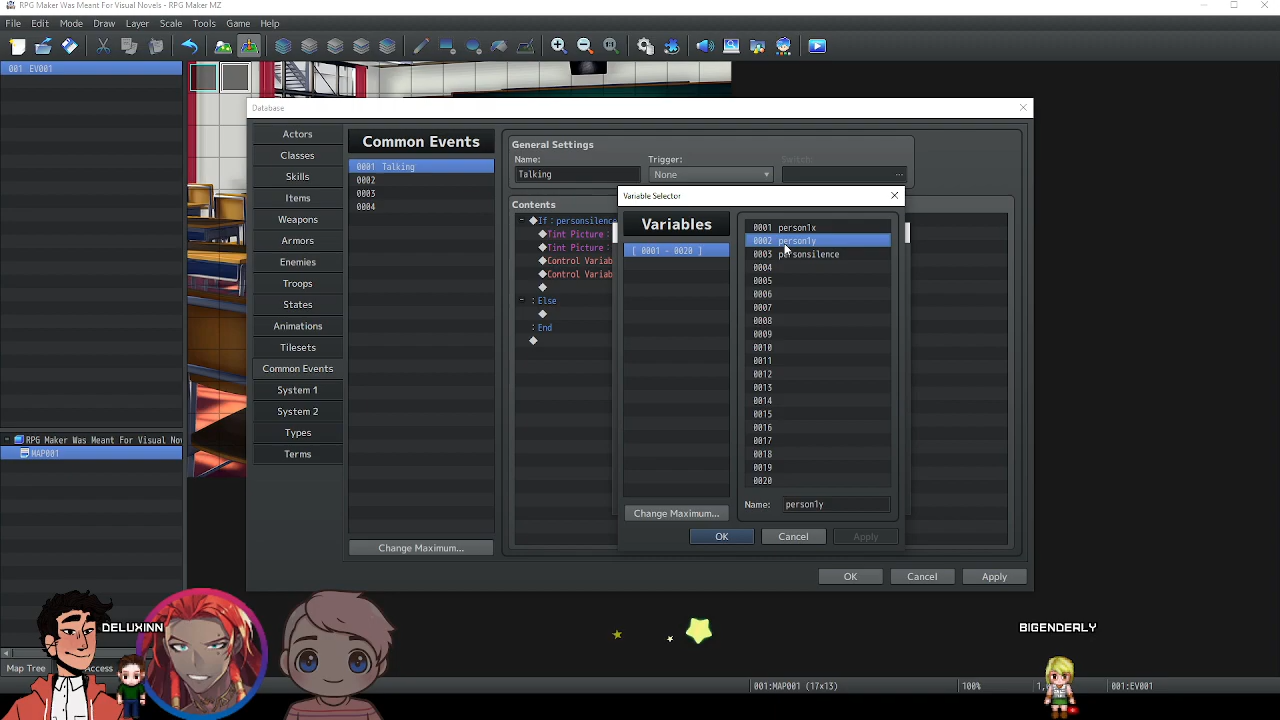 RPG Maker Was Meant For Visual Novels - RPG Maker MZ
File Edit Mode Draw Layer Scale Tools Game Help
001 EV001
Database
Actors
Classes
Skills
Items
Weapons
Armors
Enemies
Troops
States
Animations
Tilesets
Common Events
System 1
System 2
Types
Terms
Common Events
0001 Talking
0002
0003
0004
Change Maximum...
General Settings
Name:
Trigger:
Switch:
Talking
None
...
Contents
If : personsilence
Tint Picture :
Tint Picture :
Control Variab
Control Variab
: Else
: End
Variable Selector
Variables
[ 0001 - 0020 ]
Change Maximum...
0001 person1x
0002 person1y
0003 personsilence
0004
0005
0006
0007
0008
0009
0010
0011
0012
0013
0014
0015
0016
0017
0018
0019
0020
Name: person1y
OK Cancel Apply
OK Cancel Apply
RPG Maker Was Meant For Visual Nov
MAP001
DELUXINN
BIGENDERLY
Map Tree
Access
001:MAP001 (17x13)
100%
001:EV001